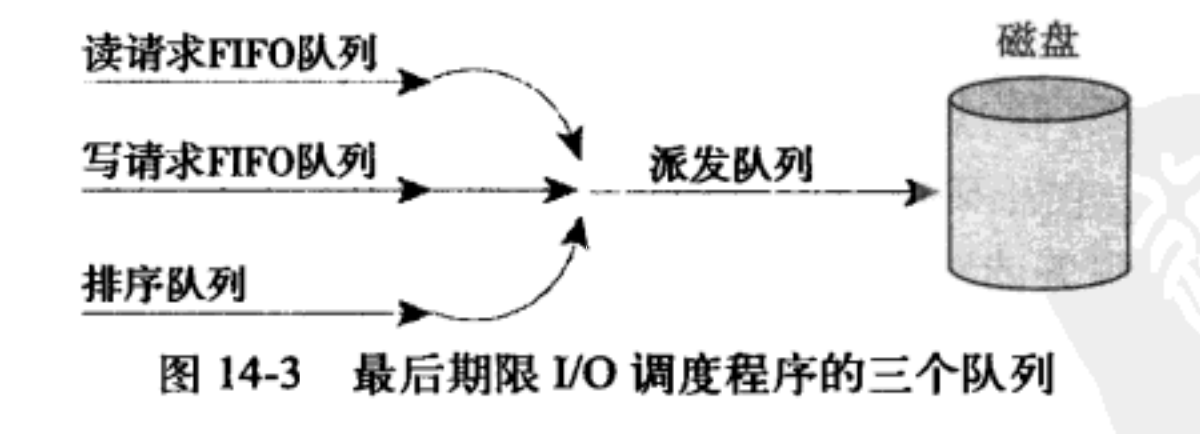 读请求FIFO队列
磁盘
写请求FIFO队列
派发队列
排序队列
图 14-3 最后期限 I/O 调度程序的三个队列